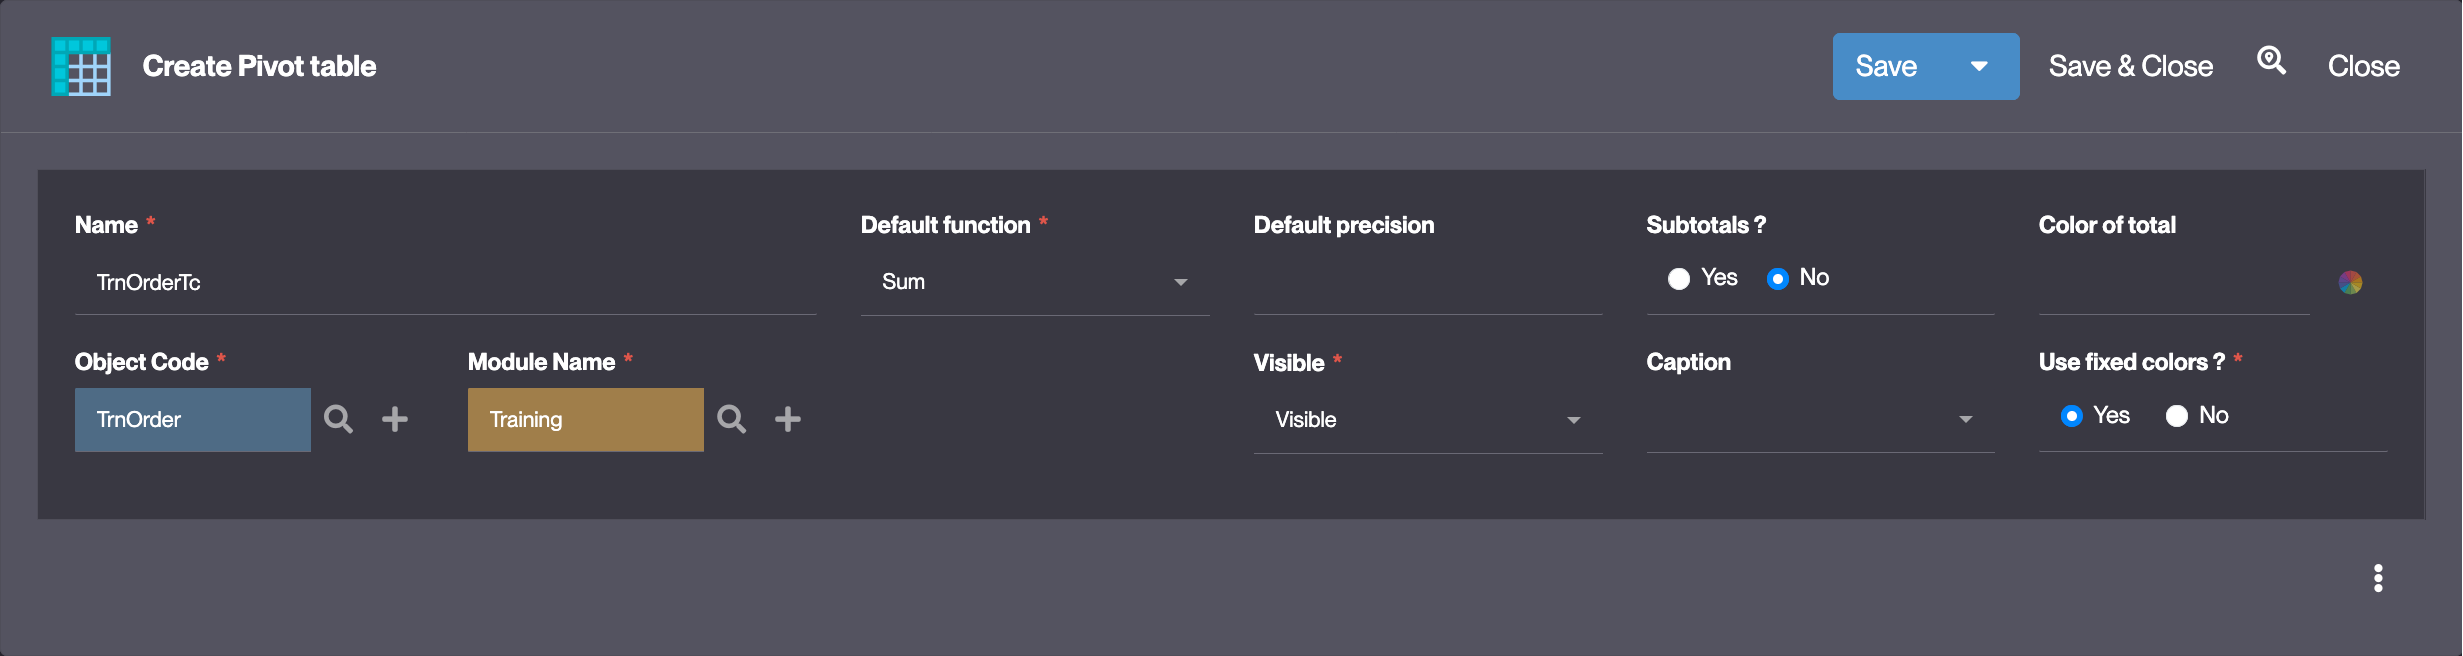 Create Pivot table
Save
Save & Close
Close
Name *
Default function *
Default precision
Subtotals ?
Color of total
TrnOrderTc
Sum
Yes
No
Object Code *
Module Name *
Visible *
Caption
Use fixed colors ? *
TrnOrder
Training
Visible
Yes
No